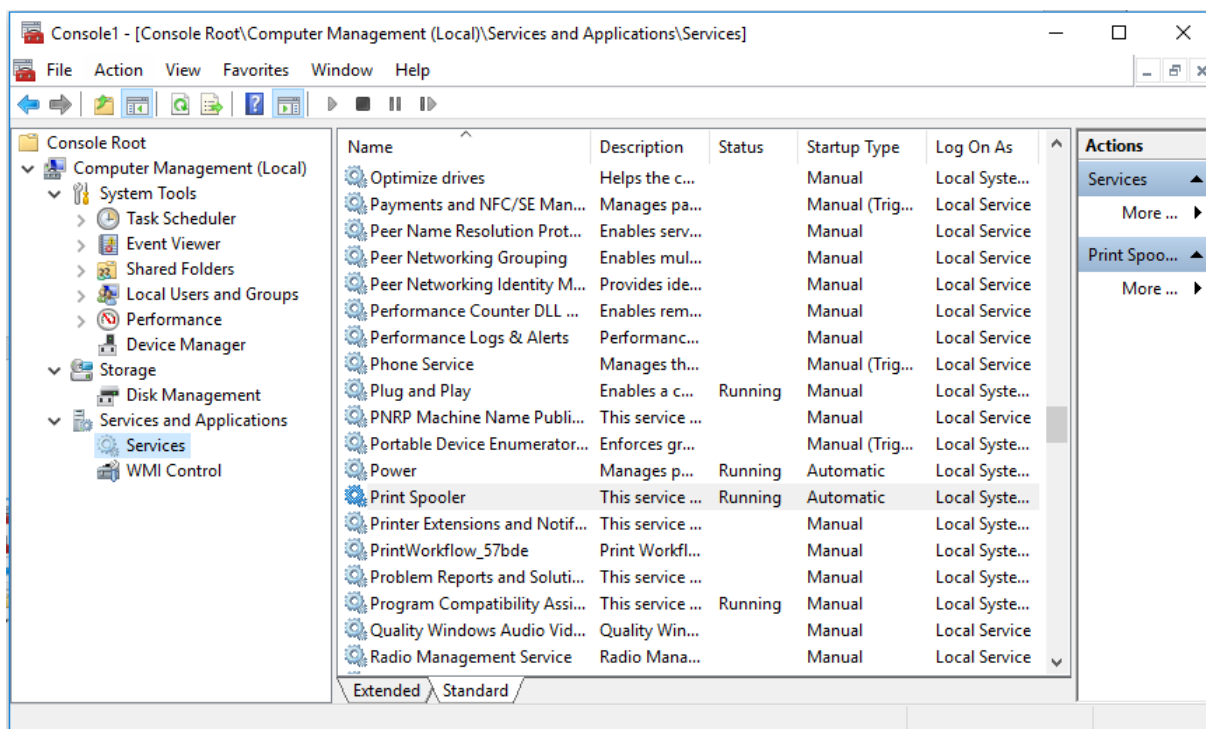 Console1 - [Console Root\Computer Management (Local)\Services and Applications\Services]
File Action View Favorites Window Help
Console Root
Computer Management (Local)
System Tools
Task Scheduler
Event Viewer
Shared Folders
Local Users and Groups
Performance
Device Manager
Storage
Disk Management
Services and Applications
Services
WMI Control
Name Description Status Startup Type Log On As
Optimize drives Helps the c... Manual Local Syste...
Payments and NFC/SE Man... Manages pa... Manual (Trig... Local Service
Peer Name Resolution Prot... Enables serv... Manual Local Service
Peer Networking Grouping Enables mul... Manual Local Service
Peer Networking Identity M... Provides ide... Manual Local Service
Performance Counter DLL ... Enables rem... Manual Local Service
Performance Logs & Alerts Performanc... Manual Local Service
Phone Service Manages th... Manual (Trig... Local Service
Plug and Play Enables a c... Running Manual Local Syste...
PNRP Machine Name Publi... This service ... Manual Local Service
Portable Device Enumerator... Enforces gr... Manual (Trig... Local Syste...
Power Manages p... Running Automatic Local Syste...
Print Spooler This service ... Running Automatic Local Syste...
Printer Extensions and Notif... This service ... Manual Local Syste...
PrintWorkflow_57bde Print Workfl... Manual Local Syste...
Problem Reports and Soluti... This service ... Manual Local Syste...
Program Compatibility Assi... This service ... Running Manual Local Syste...
Quality Windows Audio Vid... Quality Win... Manual Local Service
Radio Management Service Radio Mana... Manual Local Service
Extended Standard
Actions
Services
More ...
Print Spoo...
More ...